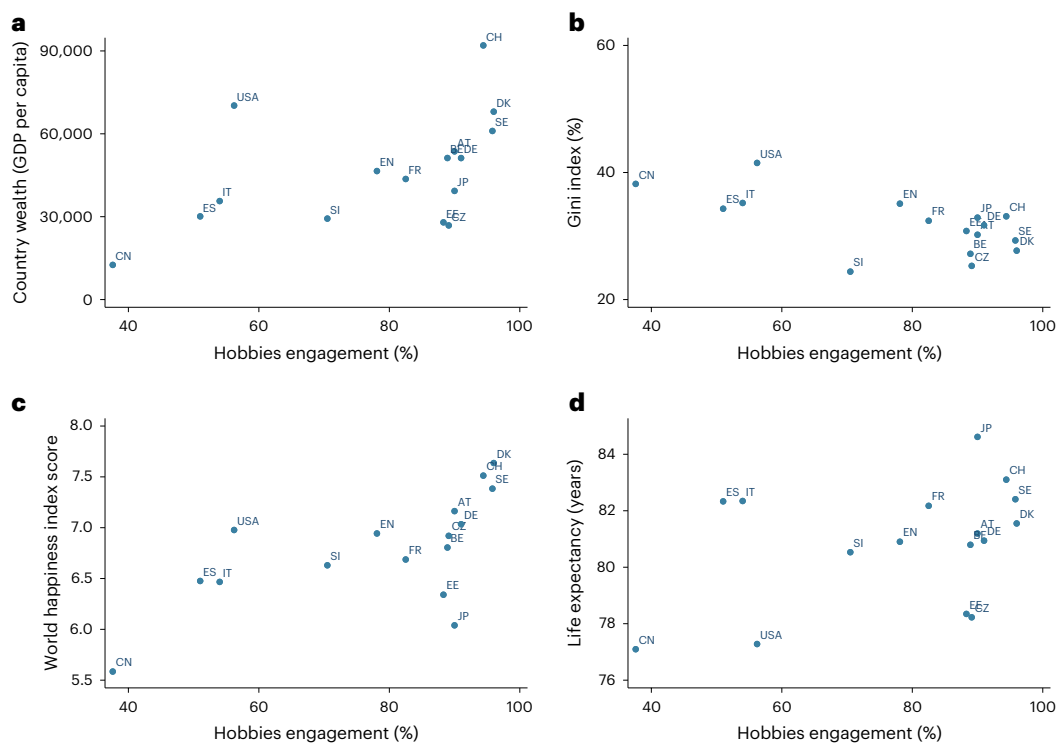 a
Country wealth (GDP per capita)
90,000
60,000
30,000
0
CH
USA
DK
SE
AT
BE
DE
EN
FR
JP
IT
ES
SI
EE
CZ
CN
40
60
80
100
Hobbies engagement (%)
b
Gini index (%)
60
40
20
USA
CN
ES
IT
EN
FR
JP
DE
CH
EE
AT
SE
BE
DK
CZ
SI
40
60
80
100
Hobbies engagement (%)
c
World happiness index score
8.0
7.5
7.0
6.5
6.0
5.5
DK
CH
SE
AT
DE
USA
EN
CZ
BE
FR
SI
ES
IT
EE
JP
CN
40
60
80
100
Hobbies engagement (%)
d
Life expectancy (years)
84
82
80
78
76
JP
CH
ES
IT
SE
FR
DK
AT
DE
EN
BE
SI
EE
CZ
CN
USA
40
60
80
100
Hobbies engagement (%)